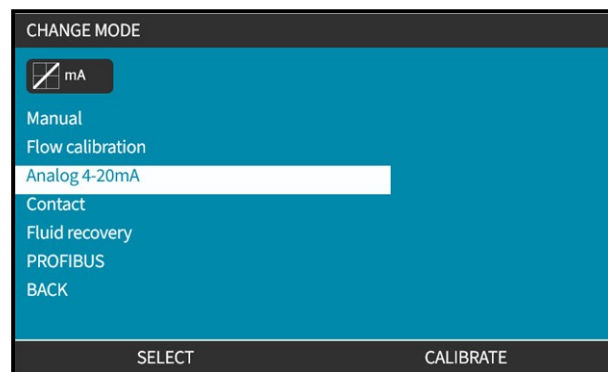 CHANGE MODE
mA
Manual
Flow calibration
Analog 4-20mA
Contact
Fluid recovery
PROFIBUS
BACK
SELECT CALIBRATE